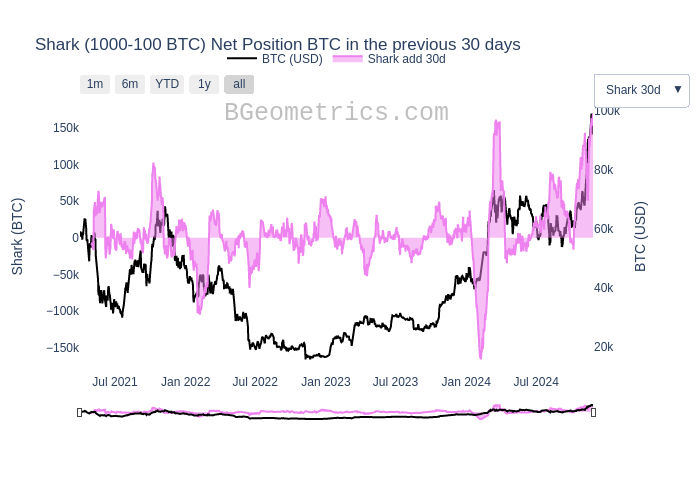 Shark (1000-100 BTC) Net Position BTC in the previous 30 days
BTC (USD) Shark add 30d
1m 6m YTD 1y all
Shark 30d ▼
BGeometrics.com
150k
100k
50k
0
−50k
−100k
−150k
Shark (BTC)
100k
80k
60k
40k
20k
BTC (USD)
Jul 2021 Jan 2022 Jul 2022 Jan 2023 Jul 2023 Jan 2024 Jul 2024